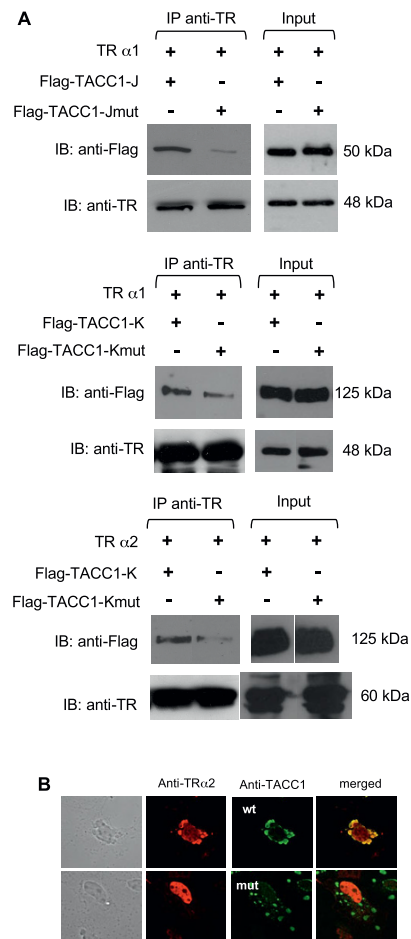 A
IP anti-TR Input
TR α1 + + + +
Flag-TACC1-J + - + -
Flag-TACC1-Jmut - + - +
IB: anti-Flag 50 kDa
IB: anti-TR 48 kDa
IP anti-TR Input
TR α1 + + + +
Flag-TACC1-K + - + -
Flag-TACC1-Kmut - + - +
IB: anti-Flag 125 kDa
IB: anti-TR 48 kDa
IP anti-TR Input
TR α2 + + + +
Flag-TACC1-K + - + -
Flag-TACC1-Kmut - + - +
IB: anti-Flag 125 kDa
IB: anti-TR 60 kDa
B
Anti-TRα2 Anti-TACC1 merged
wt
mut